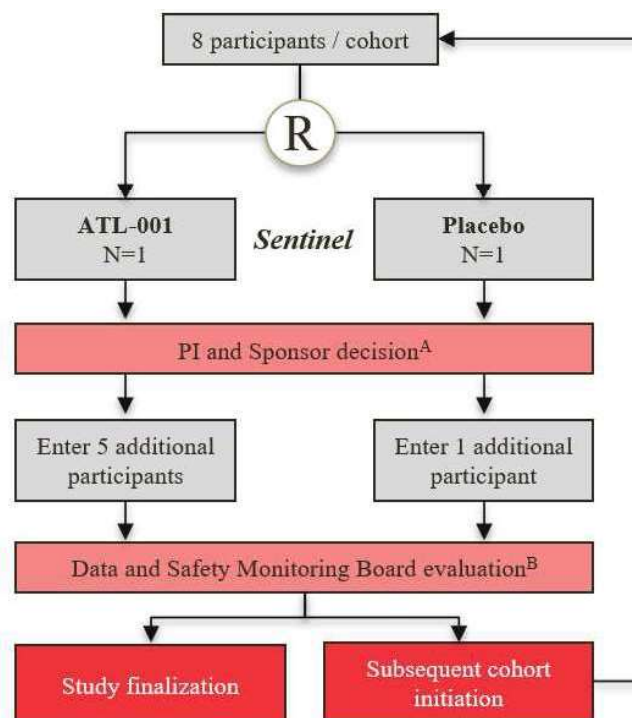 8 participants / cohort
R
ATL-001
N=1
Sentinel
Placebo
N=1
PI and Sponsor decisionᴬ
Enter 5 additional
participants
Enter 1 additional
participant
Data and Safety Monitoring Board evaluationᴮ
Study finalization
Subsequent cohort
initiation